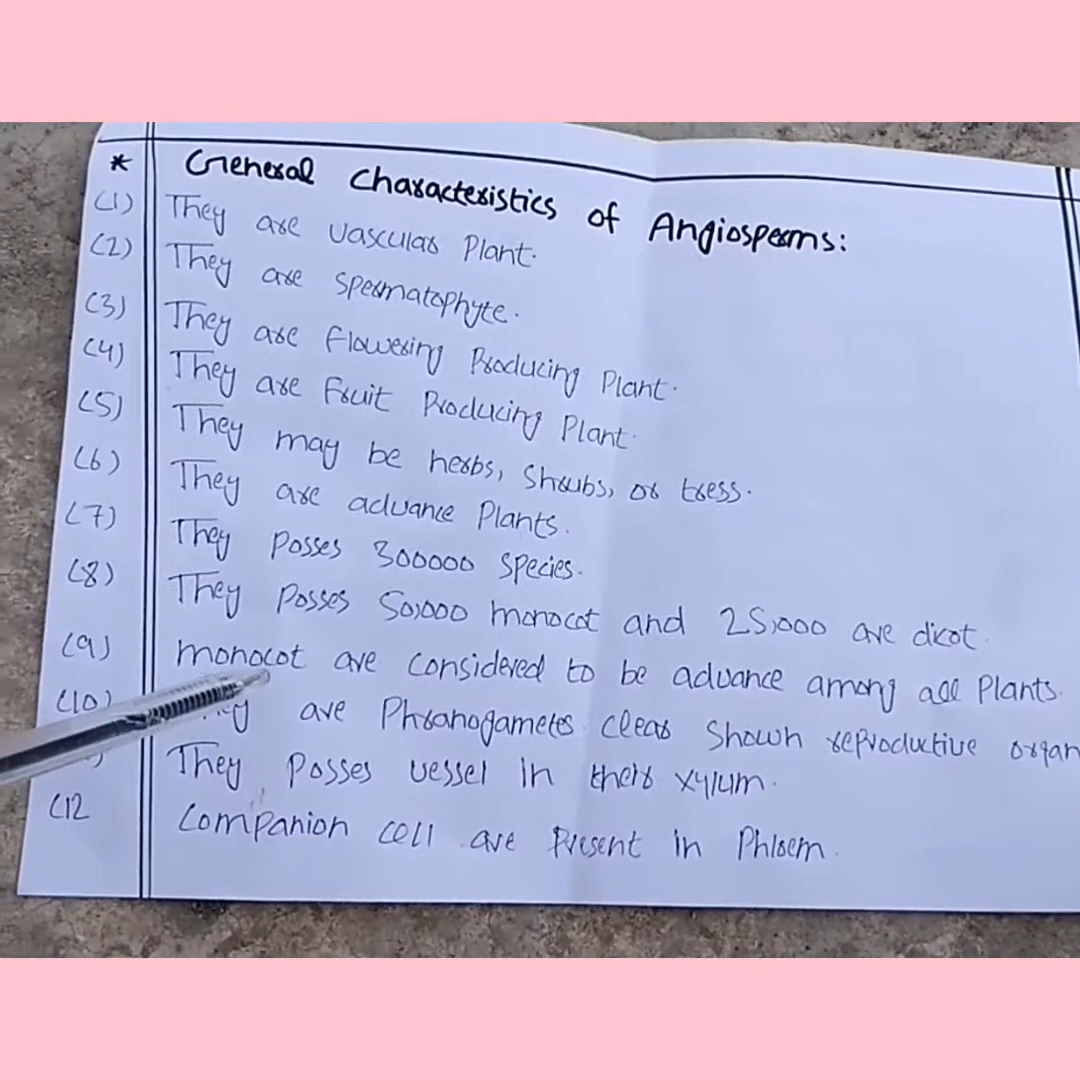 * General Characteristics of Angiosperms:
(1) They are vascular Plant.
(2) They are spermatophyte.
(3) They are flowering Producing Plant.
(4) They are Fruit Producing Plant.
(5) They may be herbs, shrubs, or tress.
(6) They are advance Plants.
(7) They Posses 300000 species.
(8) They Posses 50,000 monocot and 25,000 are dicot.
(9) monocot are considered to be advance among all Plants.
(10) are Phranogametes clear shown reproductive organ
They Posses vessel in their xylum.
(12 Companion cell are Present in Phloem.